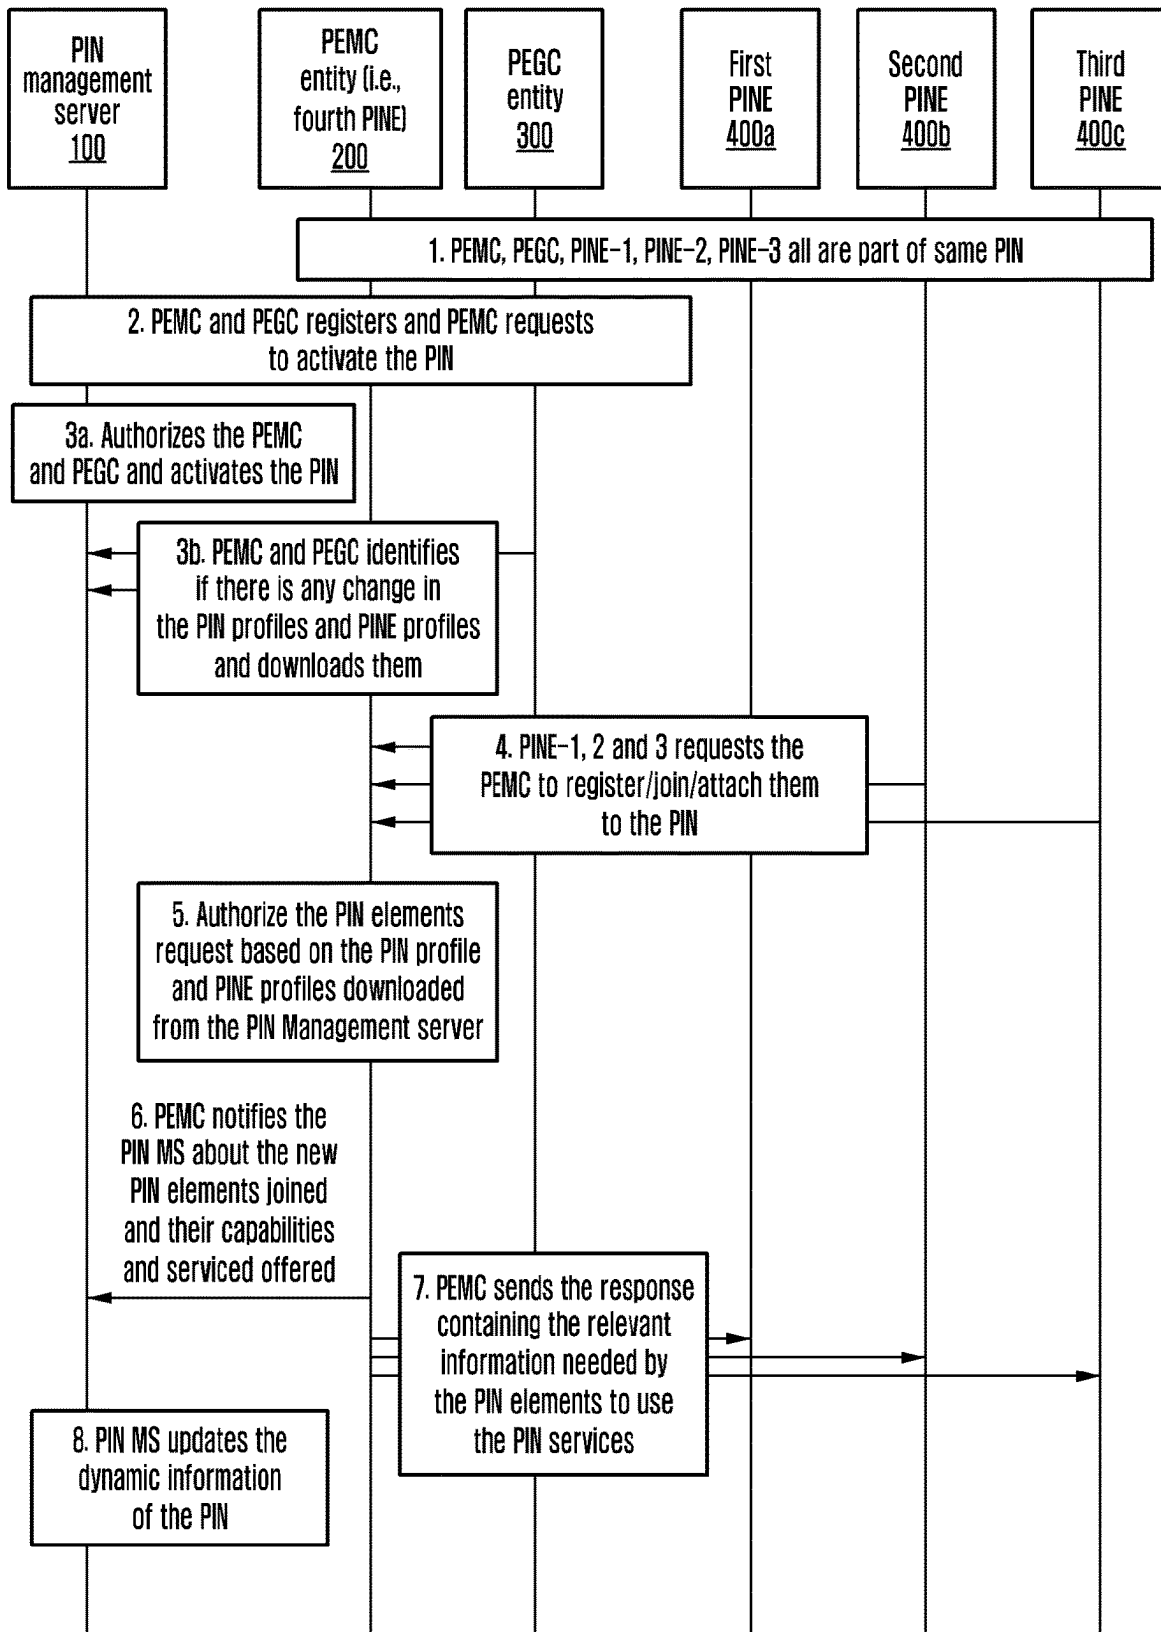 PIN
management
server
100
PEMC
entity (i.e.,
fourth PINE)
200
PEGC
entity
300
First
PINE
400a
Second
PINE
400b
Third
PINE
400c
1. PEMC, PEGC, PINE-1, PINE-2, PINE-3 all are part of same PIN
2. PEMC and PEGC registers and PEMC requests
to activate the PIN
3a. Authorizes the PEMC
and PEGC and activates the PIN
3b. PEMC and PEGC identifies
if there is any change in
the PIN profiles and PINE profiles
and downloads them
4. PINE-1, 2 and 3 requests the
PEMC to register/join/attach them
to the PIN
5. Authorize the PIN elements
request based on the PIN profile
and PINE profiles downloaded
from the PIN Management server
6. PEMC notifies the
PIN MS about the new
PIN elements joined
and their capabilities
and serviced offered
7. PEMC sends the response
containing the relevant
information needed by
the PIN elements to use
the PIN services
8. PIN MS updates the
dynamic information
of the PIN